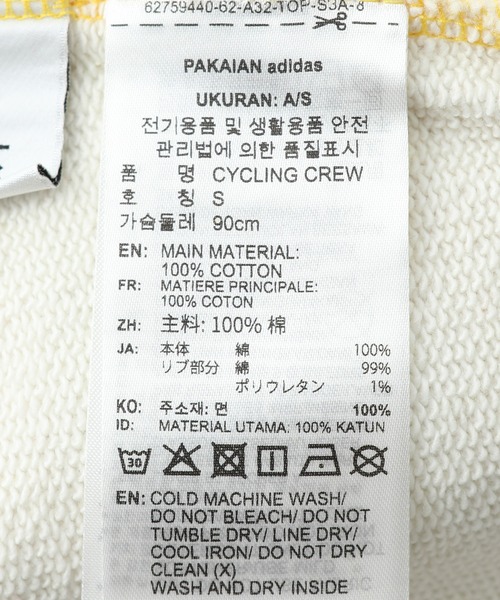 62759440-62-A32-TOP-S3A-8
PAKAIAN adidas
UKURAN: A/S
전기용품 및 생활용품 안전
관리법에 의한 품질표시
품 명 CYCLING CREW
호 칭 S
가슴둘레 90cm
EN: MAIN MATERIAL:
100% COTTON
FR: MATIERE PRINCIPALE:
100% COTON
ZH: 主料: 100% 棉
JA: 本体 綿 100%
リブ部分 綿 99%
ポリウレタン 1%
KO: 주소재: 면 100%
ID: MATERIAL UTAMA: 100% KATUN
30
EN: COLD MACHINE WASH/
DO NOT BLEACH/ DO NOT
TUMBLE DRY/ LINE DRY/
COOL IRON/ DO NOT DRY
CLEAN (X)
WASH AND DRY INSIDE